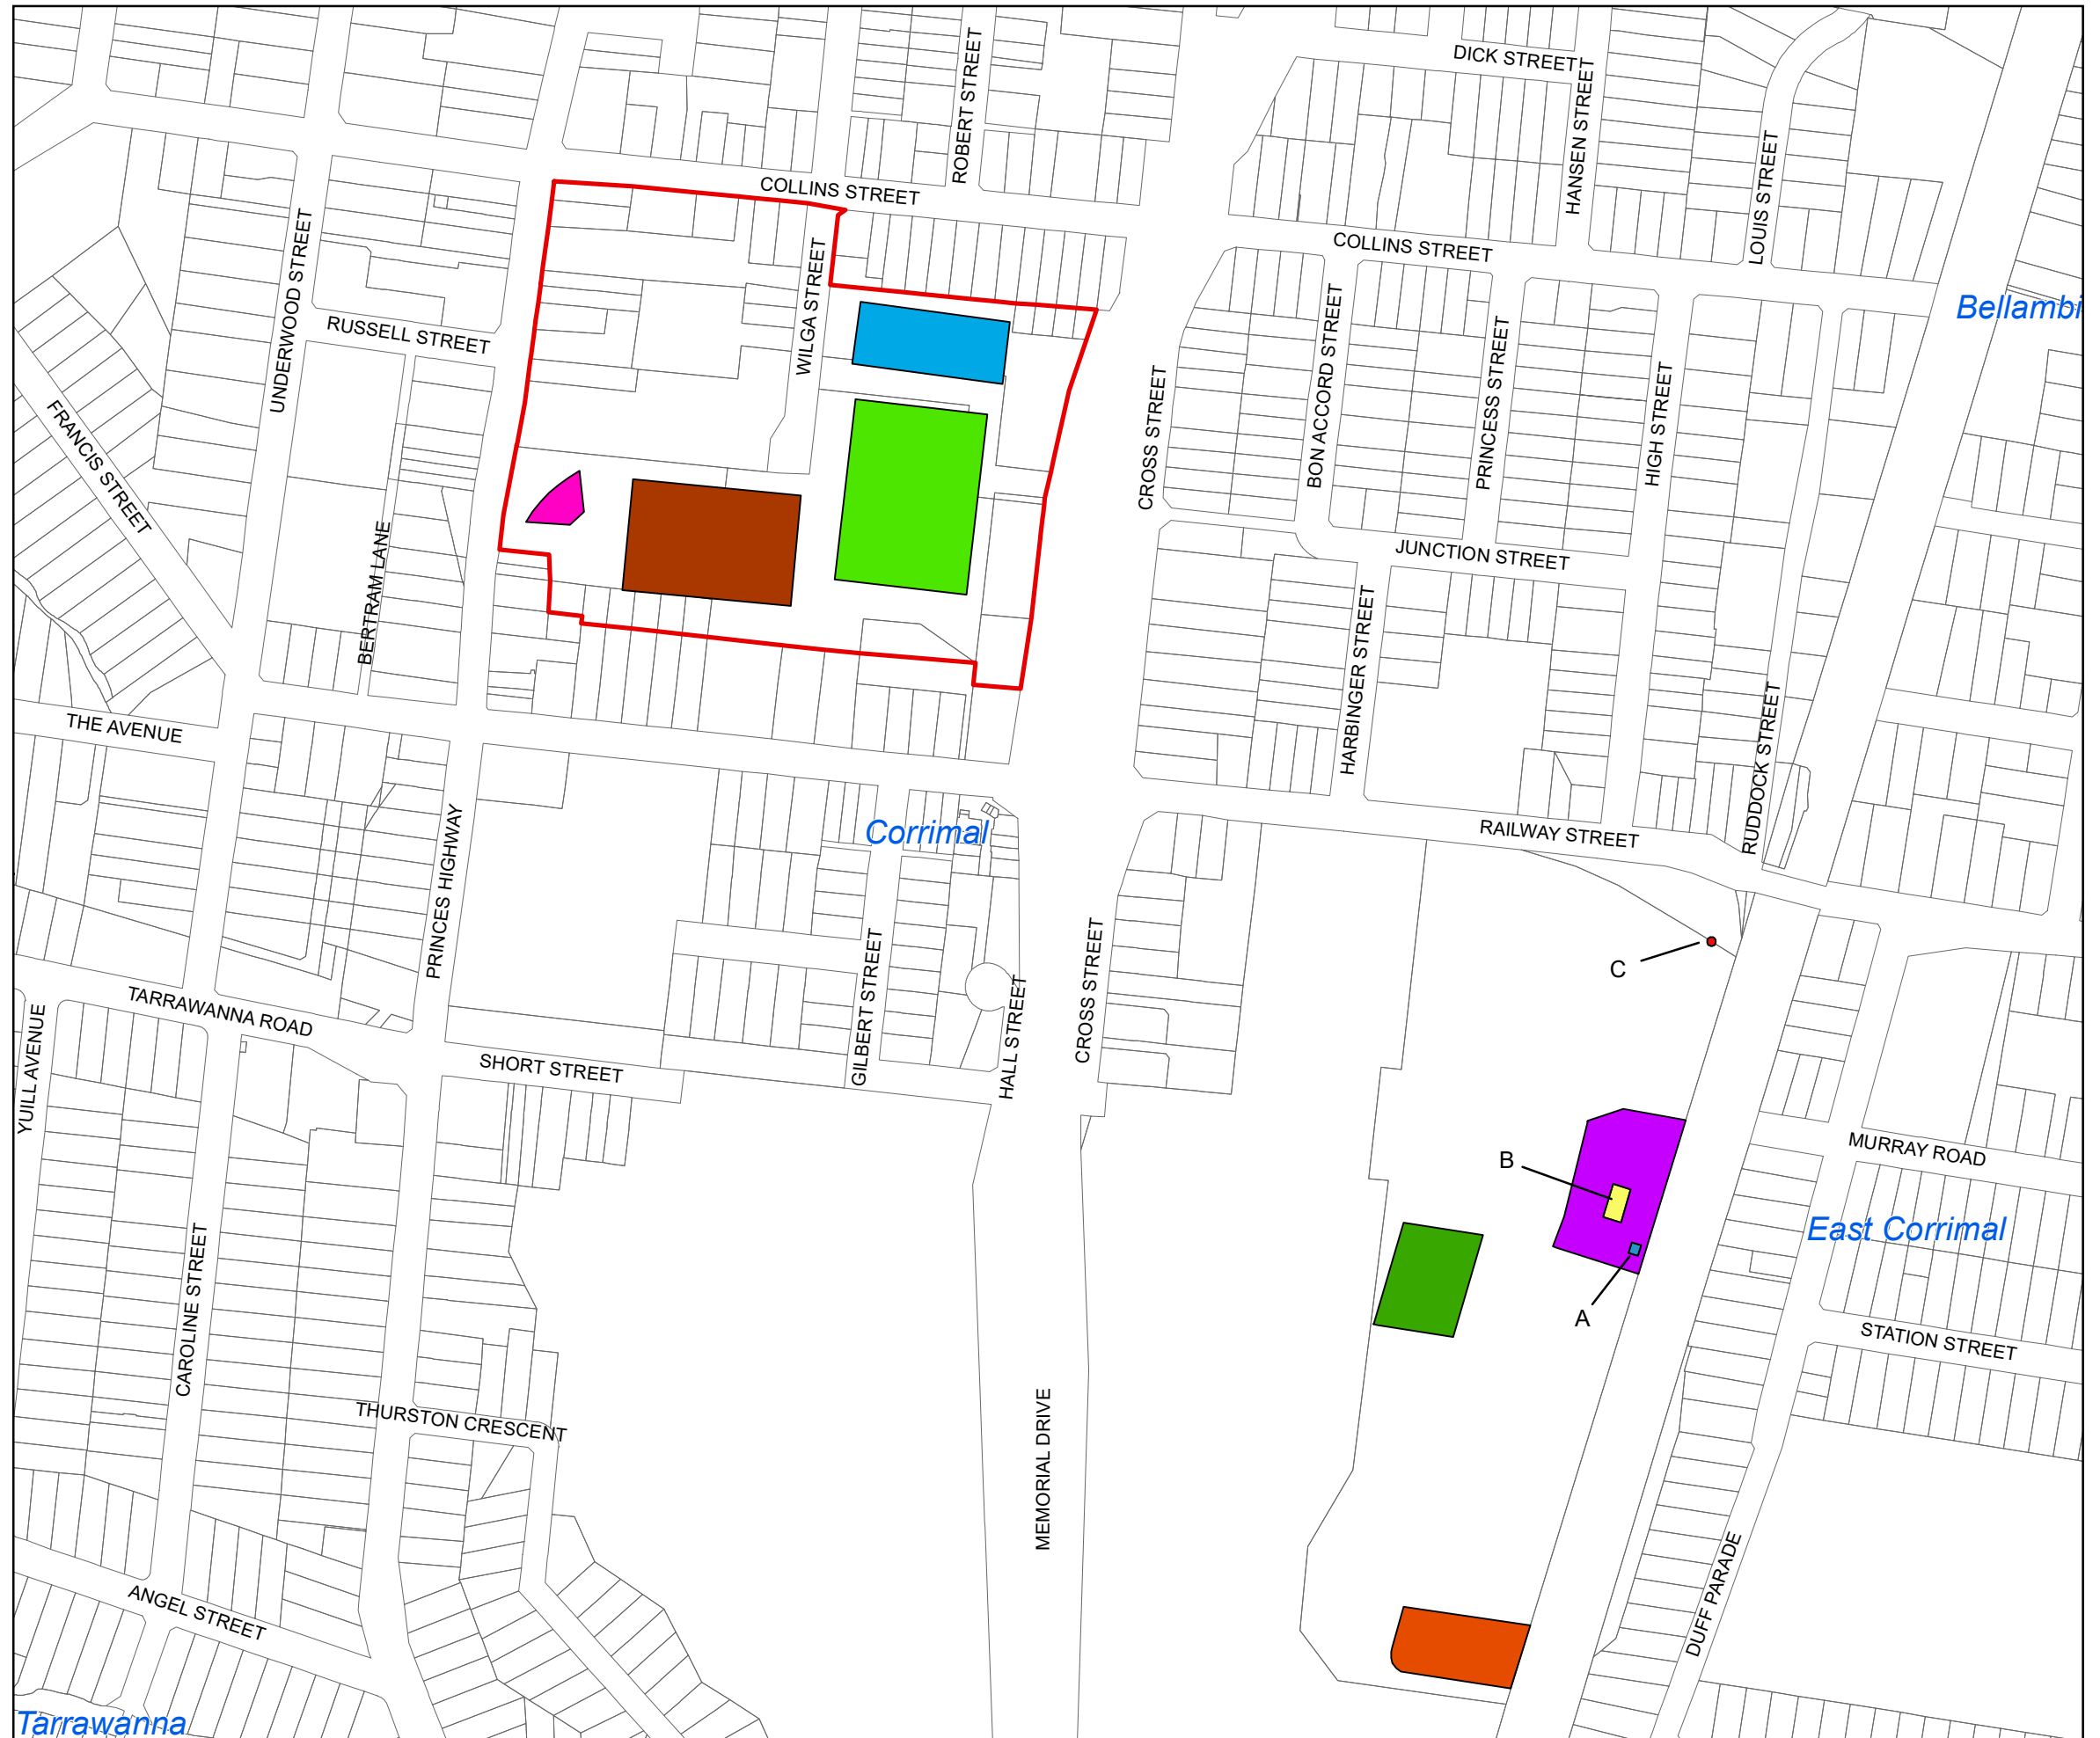 DICK STREET
ROBERT STREET
HANSEN STREET
LOUIS STREET
COLLINS STREET
COLLINS STREET
UNDERWOOD STREET
WILGA STREET
Bellambi
RUSSELL STREET
BON ACCORD STREET
PRINCESS STREET
CROSS STREET
HIGH STREET
FRANCIS STREET
JUNCTION STREET
BERTRAM LANE
HARBINGER STREET
THE AVENUE
RUDDOCK STREET
Corrimal
RAILWAY STREET
PRINCES HIGHWAY
C
TARRAWANNA ROAD
GILBERT STREET
HALL STREET
CROSS STREET
YUILL AVENUE
SHORT STREET
MURRAY ROAD
B
East Corrimal
A
CAROLINE STREET
STATION STREET
THURSTON CRESCENT
MEMORIAL DRIVE
DUFF PARADE
ANGEL STREET
Tarrawanna